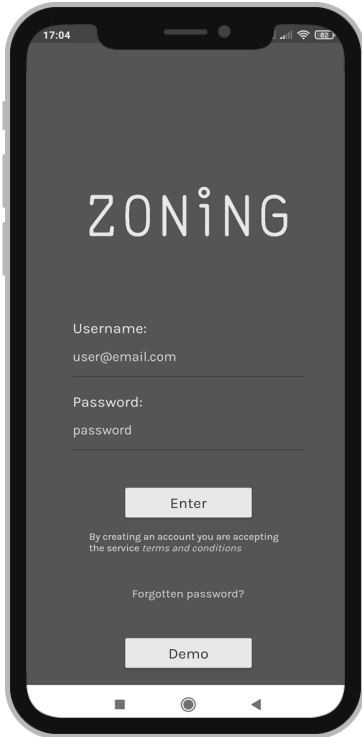 17:04
82
ZONiNG
Username:
user@email.com
Password:
password
Enter
By creating an account you are accepting
the service terms and conditions
Forgotten password?
Demo